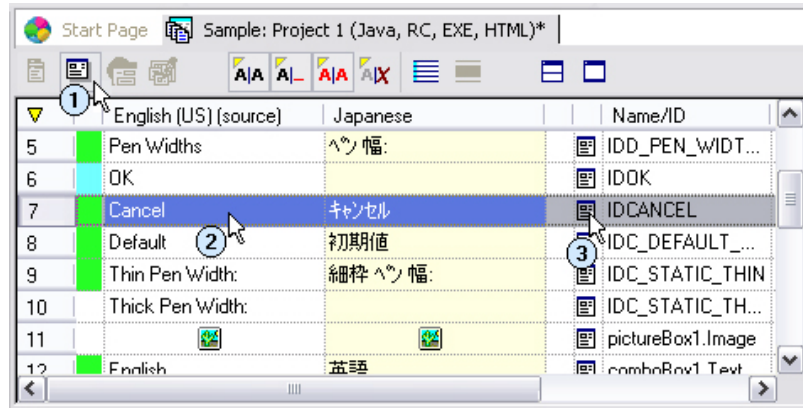 Start Page Sample: Project 1 (Java, RC, EXE, HTML)*
A|A A|_ A|A A|X
1
English (US) (source) Japanese Name/ID
5 Pen Widths ペン幅: IDD_PEN_WIDT...
6 OK IDOK
7 Cancel キャンセル IDCANCEL
8 Default 初期値 IDC_DEFAULT_...
2 3
9 Thin Pen Width: 細枠 ペン 幅: IDC_STATIC_THIN
10 Thick Pen Width: IDC_STATIC_TH...
11 pictureBox1.Image
12 English 英語 comboBox1.Text